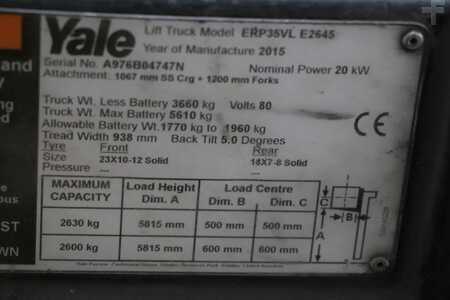 Yale
Lift Truck Model ERP35VL E2645
Year of Manufacture 2015
Serial No. A976B04747N
Nominal Power 20 kW
Attachment: 1067 mm SS Crg + 1200 mm Forks
Truck Wt. Less Battery 3660 kg Volts 80
Truck Wt. Max Battery 5610 kg
Allowable Battery Wt. 1770 kg to 1960 kg
Tread Width 938 mm Back Tilt 5.0 Degrees
Tyre Front Rear
Size 23X10-12 Solid 18X7-8 Solid
Pressure --- ---
CE
MAXIMUM CAPACITY Load Height Dim. A Load Centre Dim. B Dim. C
2630 kg 5815 mm 500 mm 500 mm
2600 kg 5815 mm 600 mm 600 mm
C
B
A
and
ing
ng
ous
ST
WN